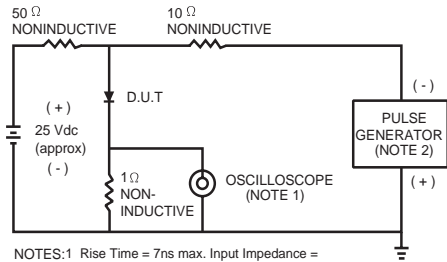 50 Ω
NONINDUCTIVE
10 Ω
NONINDUCTIVE
( + )
25 Vdc
(approx)
( - )
D.U.T
1Ω
NON-
INDUCTIVE
OSCILLOSCOPE
(NOTE 1)
( - )
PULSE
GENERATOR
(NOTE 2)
( + )
NOTES:1 Rise Time = 7ns max. Input Impedance =